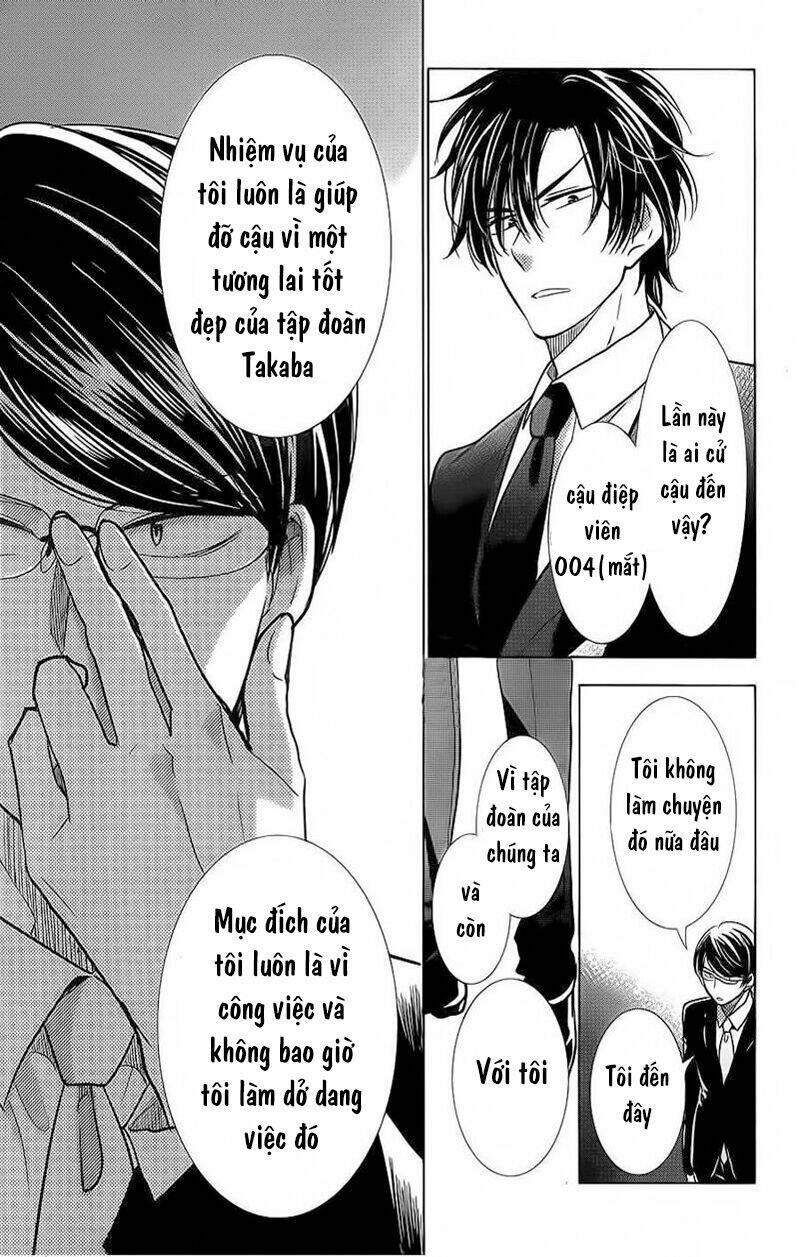 Lần này
là ai cử
cậu đến
vậy?
cậu điệp
viên
004(mắt)
Tôi không
làm chuyện
đó nữa đâu
Tôi đến
đây
Vì tập
đoàn của
chúng ta
và
còn
Với tôi
Nhiệm vụ của
tôi luôn là giúp
đỡ cậu vì một
tương lai tốt
đẹp của tập đoàn
Takaba
Mục đích của
tôi luôn là vì
công việc và
không bao giờ
tôi làm dở dang
việc đó